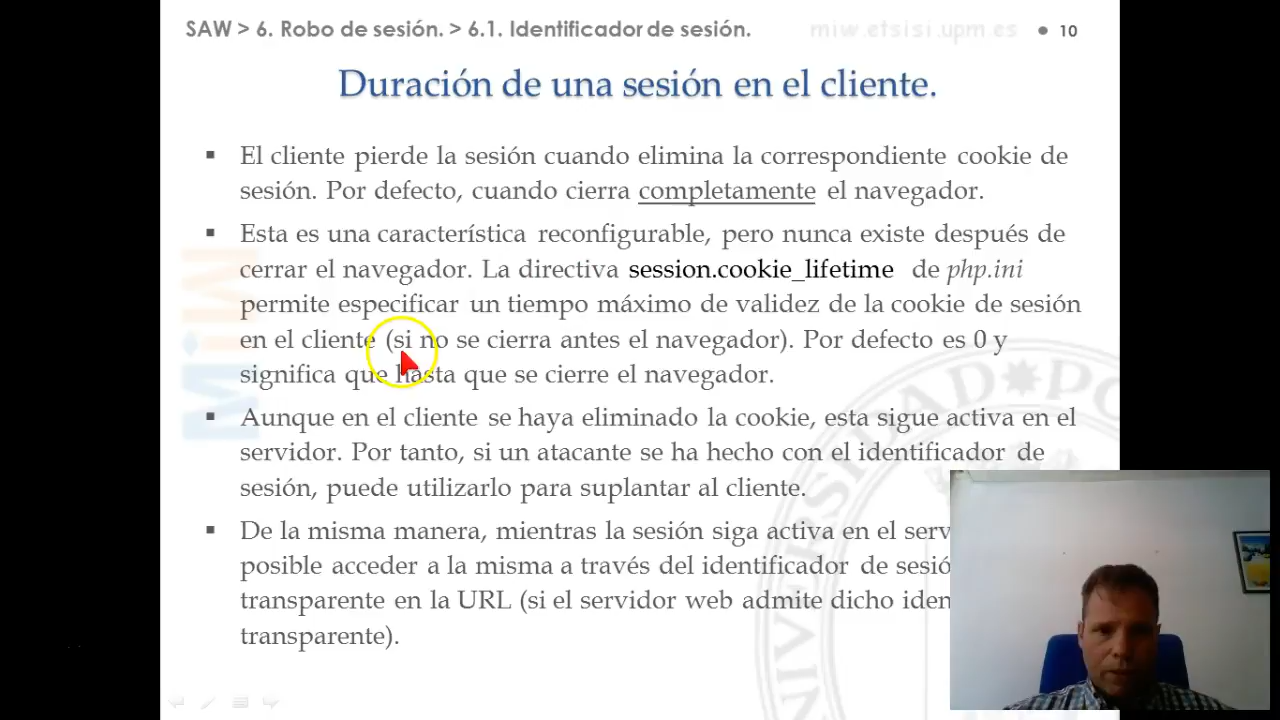 SAW > 6. Robo de sesión. > 6.1. Identificador de sesión.
miw.etsisi.upm.es
10
Duración de una sesión en el cliente.
▪ El cliente pierde la sesión cuando elimina la correspondiente cookie de
sesión. Por defecto, cuando cierra completamente el navegador.
▪ Esta es una característica reconfigurable, pero nunca existe después de
cerrar el navegador. La directiva session.cookie_lifetime de php.ini
permite especificar un tiempo máximo de validez de la cookie de sesión
en el cliente (si no se cierra antes el navegador). Por defecto es 0 y
significa que hasta que se cierre el navegador.
▪ Aunque en el cliente se haya eliminado la cookie, esta sigue activa en el
servidor. Por tanto, si un atacante se ha hecho con el identificador de
sesión, puede utilizarlo para suplantar al cliente.
▪ De la misma manera, mientras la sesión siga activa en el serv
posible acceder a la misma a través del identificador de sesió
transparente en la URL (si el servidor web admite dicho iden
transparente).
MiW